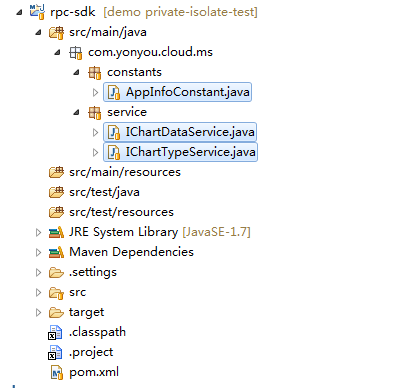 rpc-sdk [demo private-isolate-test]
src/main/java
com.yonyou.cloud.ms
constants
AppInfoConstant.java
service
IChartDataService.java
IChartTypeService.java
src/main/resources
src/test/java
src/test/resources
JRE System Library [JavaSE-1.7]
Maven Dependencies
.settings
src
target
.classpath
.project
pom.xml